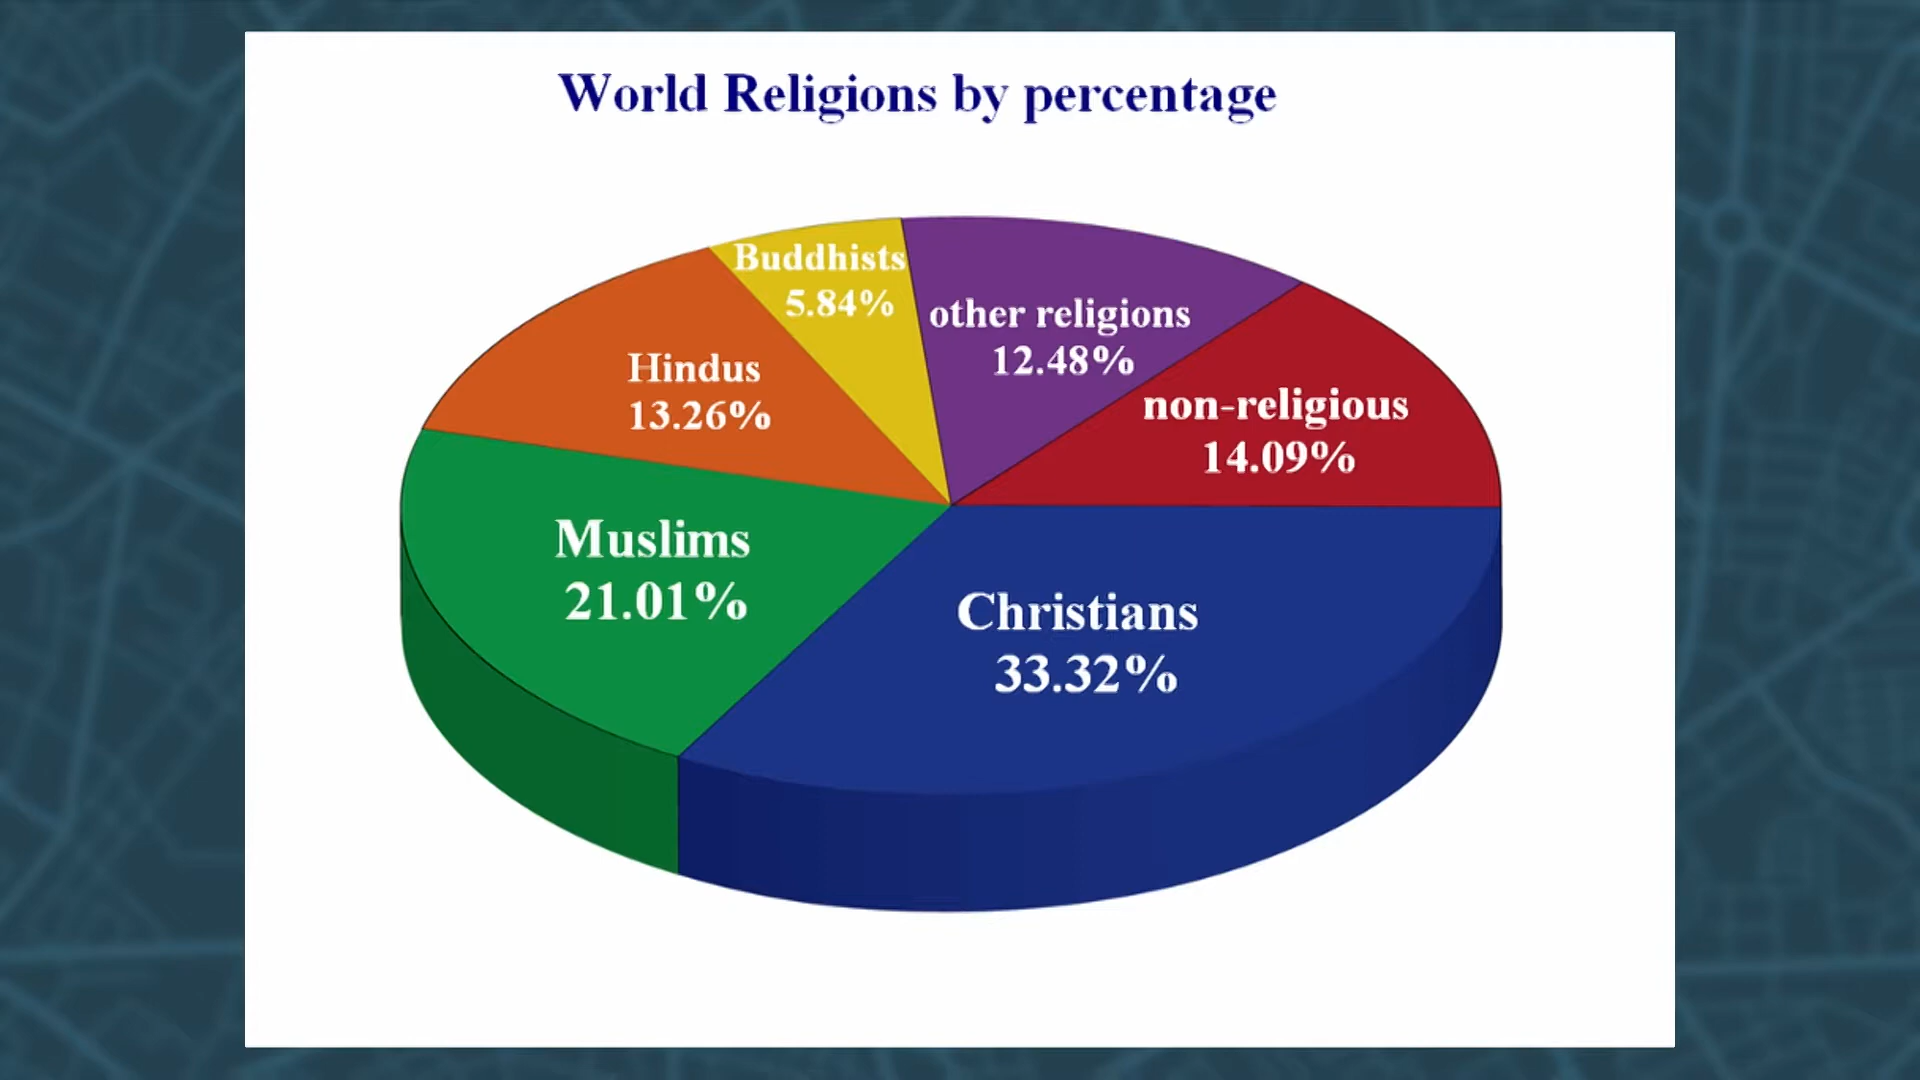 World Religions by percentage
Buddhists
5.84%
other religions
12.48%
Hindus
13.26%
non-religious
14.09%
Muslims
21.01%
Christians
33.32%